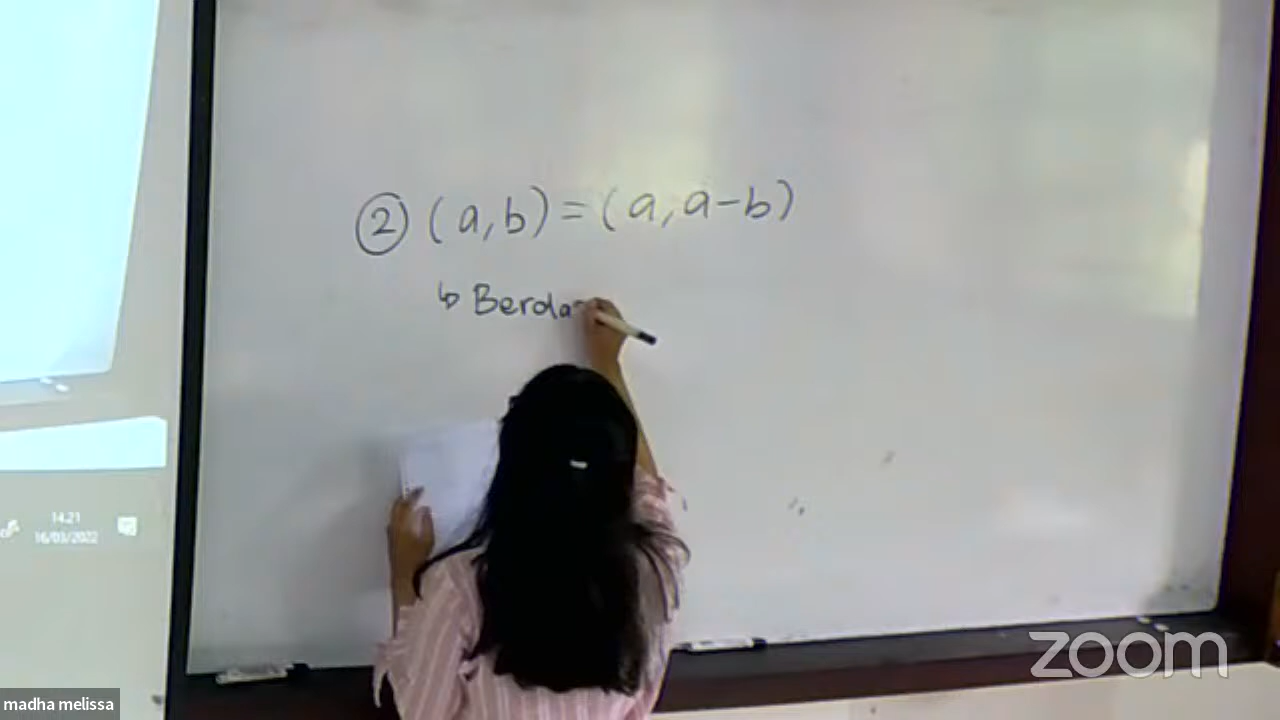 ② (a,b)=(a,a-b)
↳ Berda
14.21
16/03/2022
zoom
madha melissa